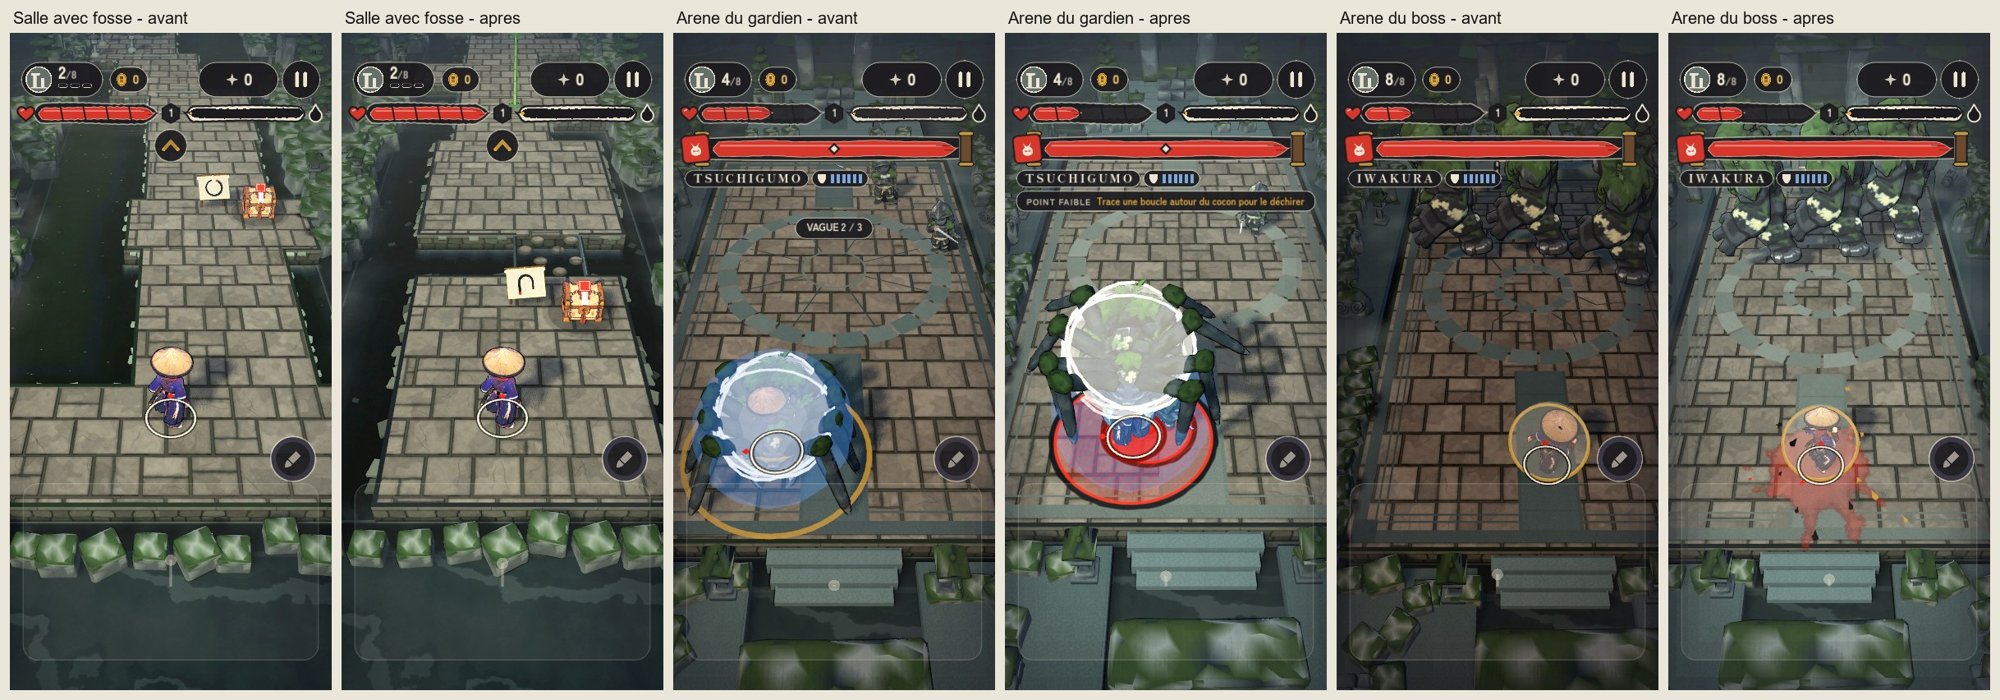 Salle avec fosse - avant
2/8
0
0
1
Salle avec fosse - apres
2/8
0
0
1
Arene du gardien - avant
4/8
0
0
1
TSUCHIGUMO
VAGUE 2 / 3
Arene du gardien - apres
4/8
0
0
1
TSUCHIGUMO
POINT FAIBLE Trace une boucle autour du cocon pour le déchirer
Arene du boss - avant
8/8
0
0
1
IWAKURA
Arene du boss - apres
8/8
0
0
1
IWAKURA